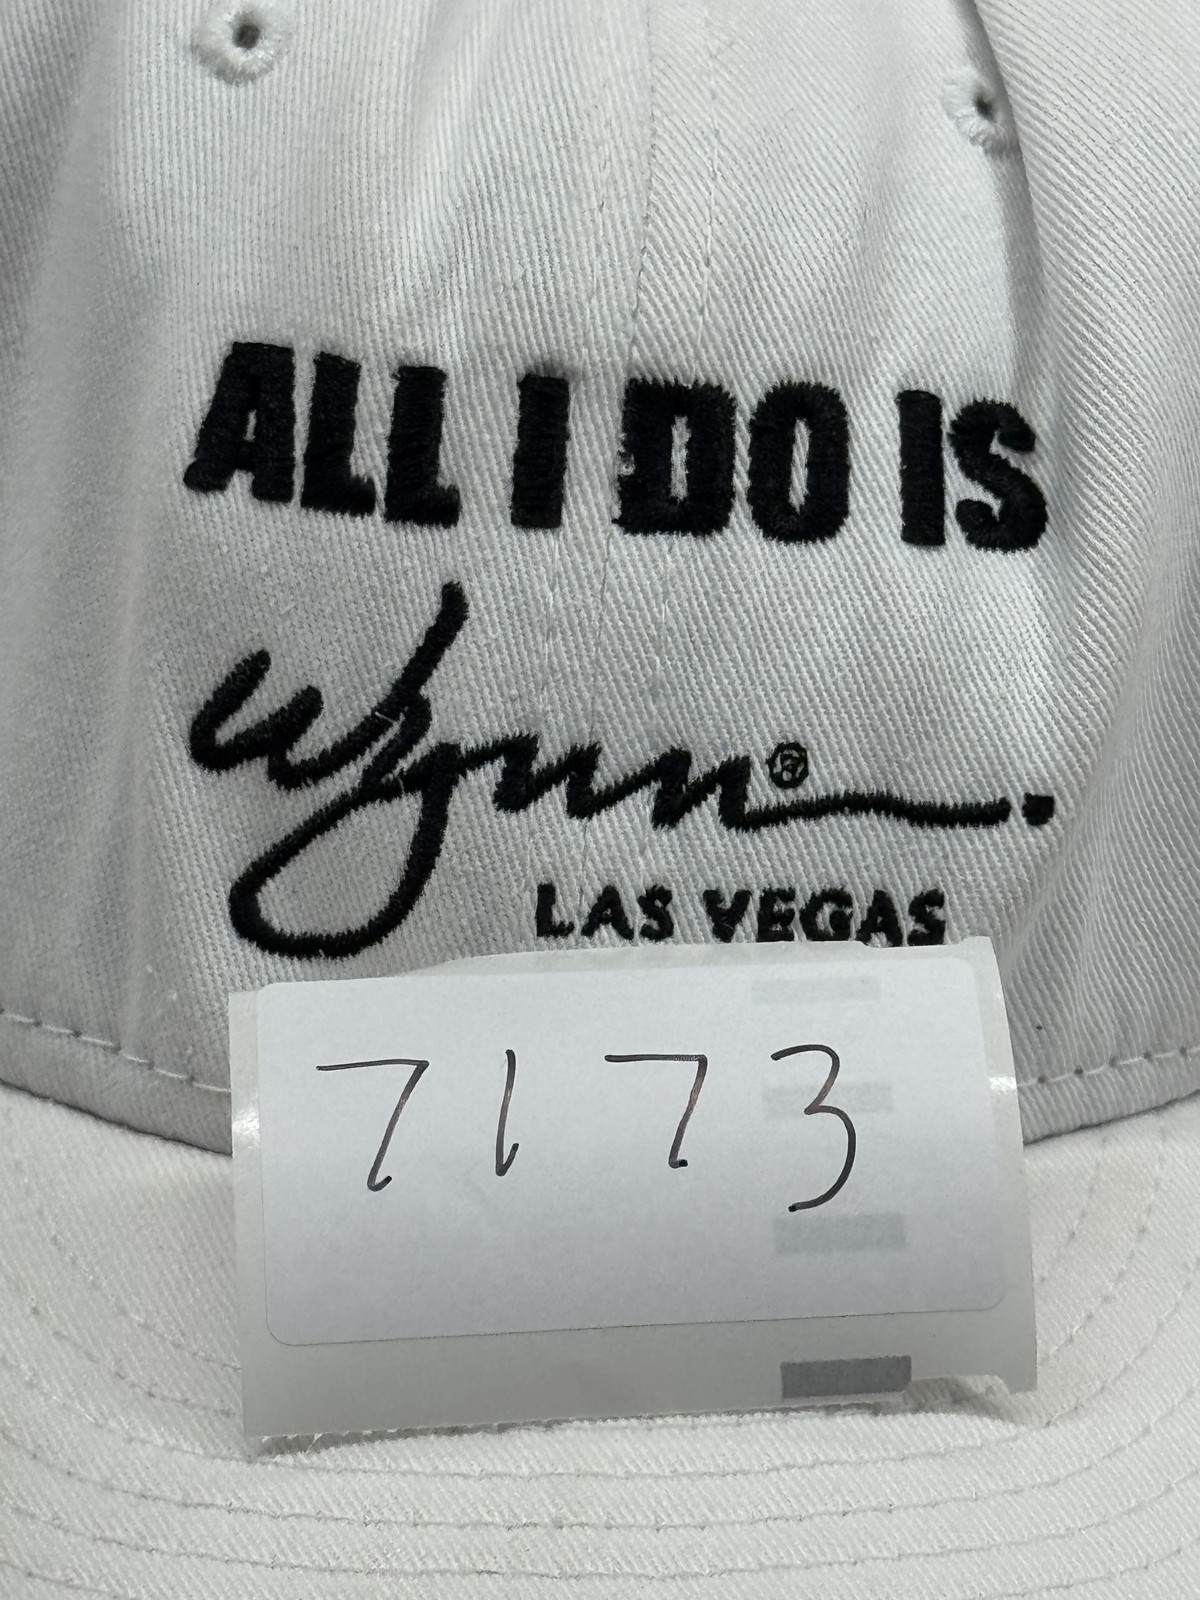 ALL I DO IS
Wynn®.
LAS VEGAS
7173